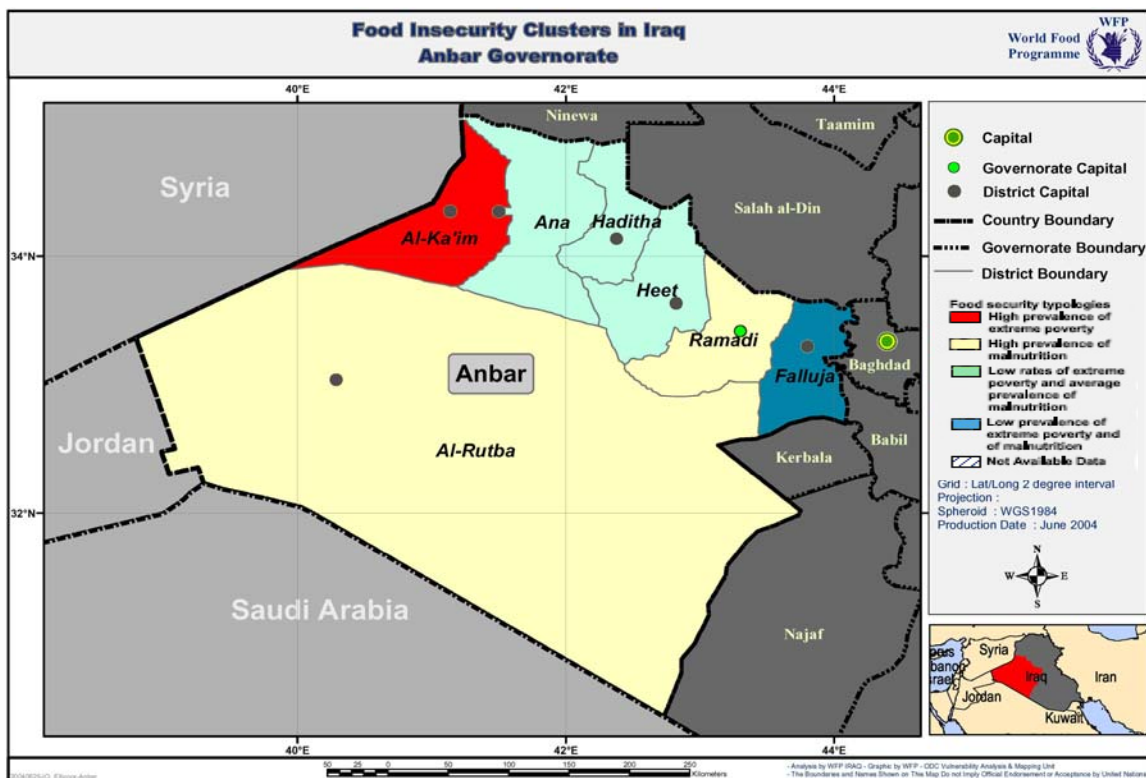 Food Insecurity Clusters in Iraq
Anbar Governorate
WFP
World Food
Programme
40°E
42°E
44°E
Ninewa
Taamim
Syria
Salah al-Din
Ana
Haditha
Al-Ka'im
34°N
34°N
Heet
Ramadi
Baghdad
Anbar
Falluja
Jordan
Babil
Al-Rutba
Kerbala
32°N
32°N
Saudi Arabia
Najaf
40°E
42°E
44°E
Capital
Governorate Capital
District Capital
Country Boundary
Governorate Boundary
District Boundary
Food security typologies
High prevalence of
extreme poverty
High prevalence of
malnutrition
Low rates of extreme
poverty and average
prevalence of
malnutrition
Low prevalence of
extreme poverty and
of malnutrition
Not Available Data
Grid : Lat/Long 2 degree interval
Projection :
Spheroid : WGS1984
Production Date : June 2004
N
W E
S
Syria
Iraq
Iran
Jordan
Kuwait
50 25 0 50 100 150 200 250
Kilometers
- Analysis by WFP IRAQ - Graphic by WFP - ODC Vulnerability Analysis & Mapping Unit
- The Boundaries and Names Shown on This Map Do not Imply Official Endorsement or Acceptance by United Nations